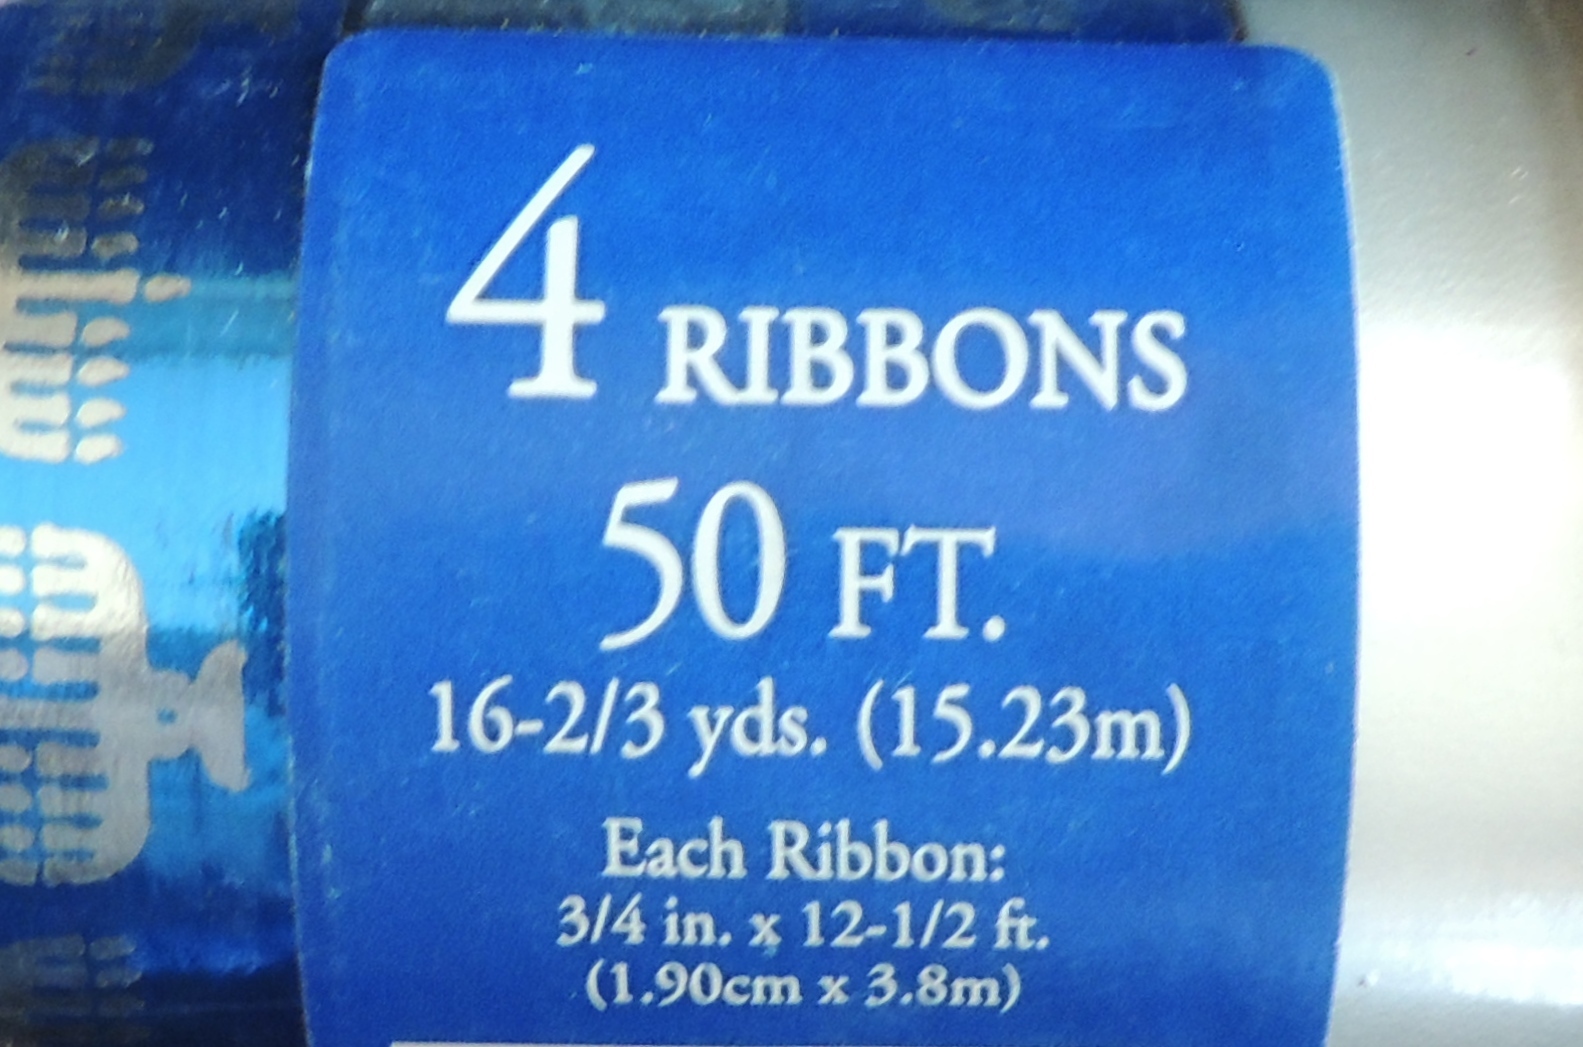 4 RIBBONS
50 FT.
16-2/3 yds. (15.23m)
Each Ribbon:
3/4 in. x 12-1/2 ft.
(1.90cm x 3.8m)